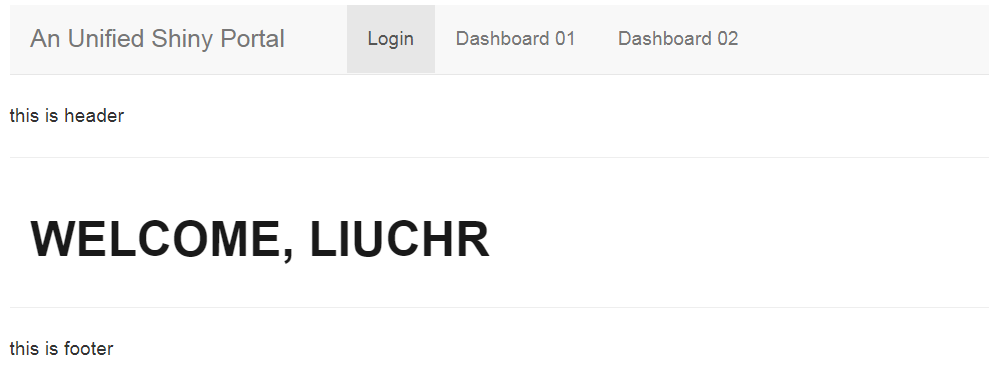 An Unified Shiny Portal Login Dashboard 01 Dashboard 02
this is header
WELCOME, LIUCHR
this is footer